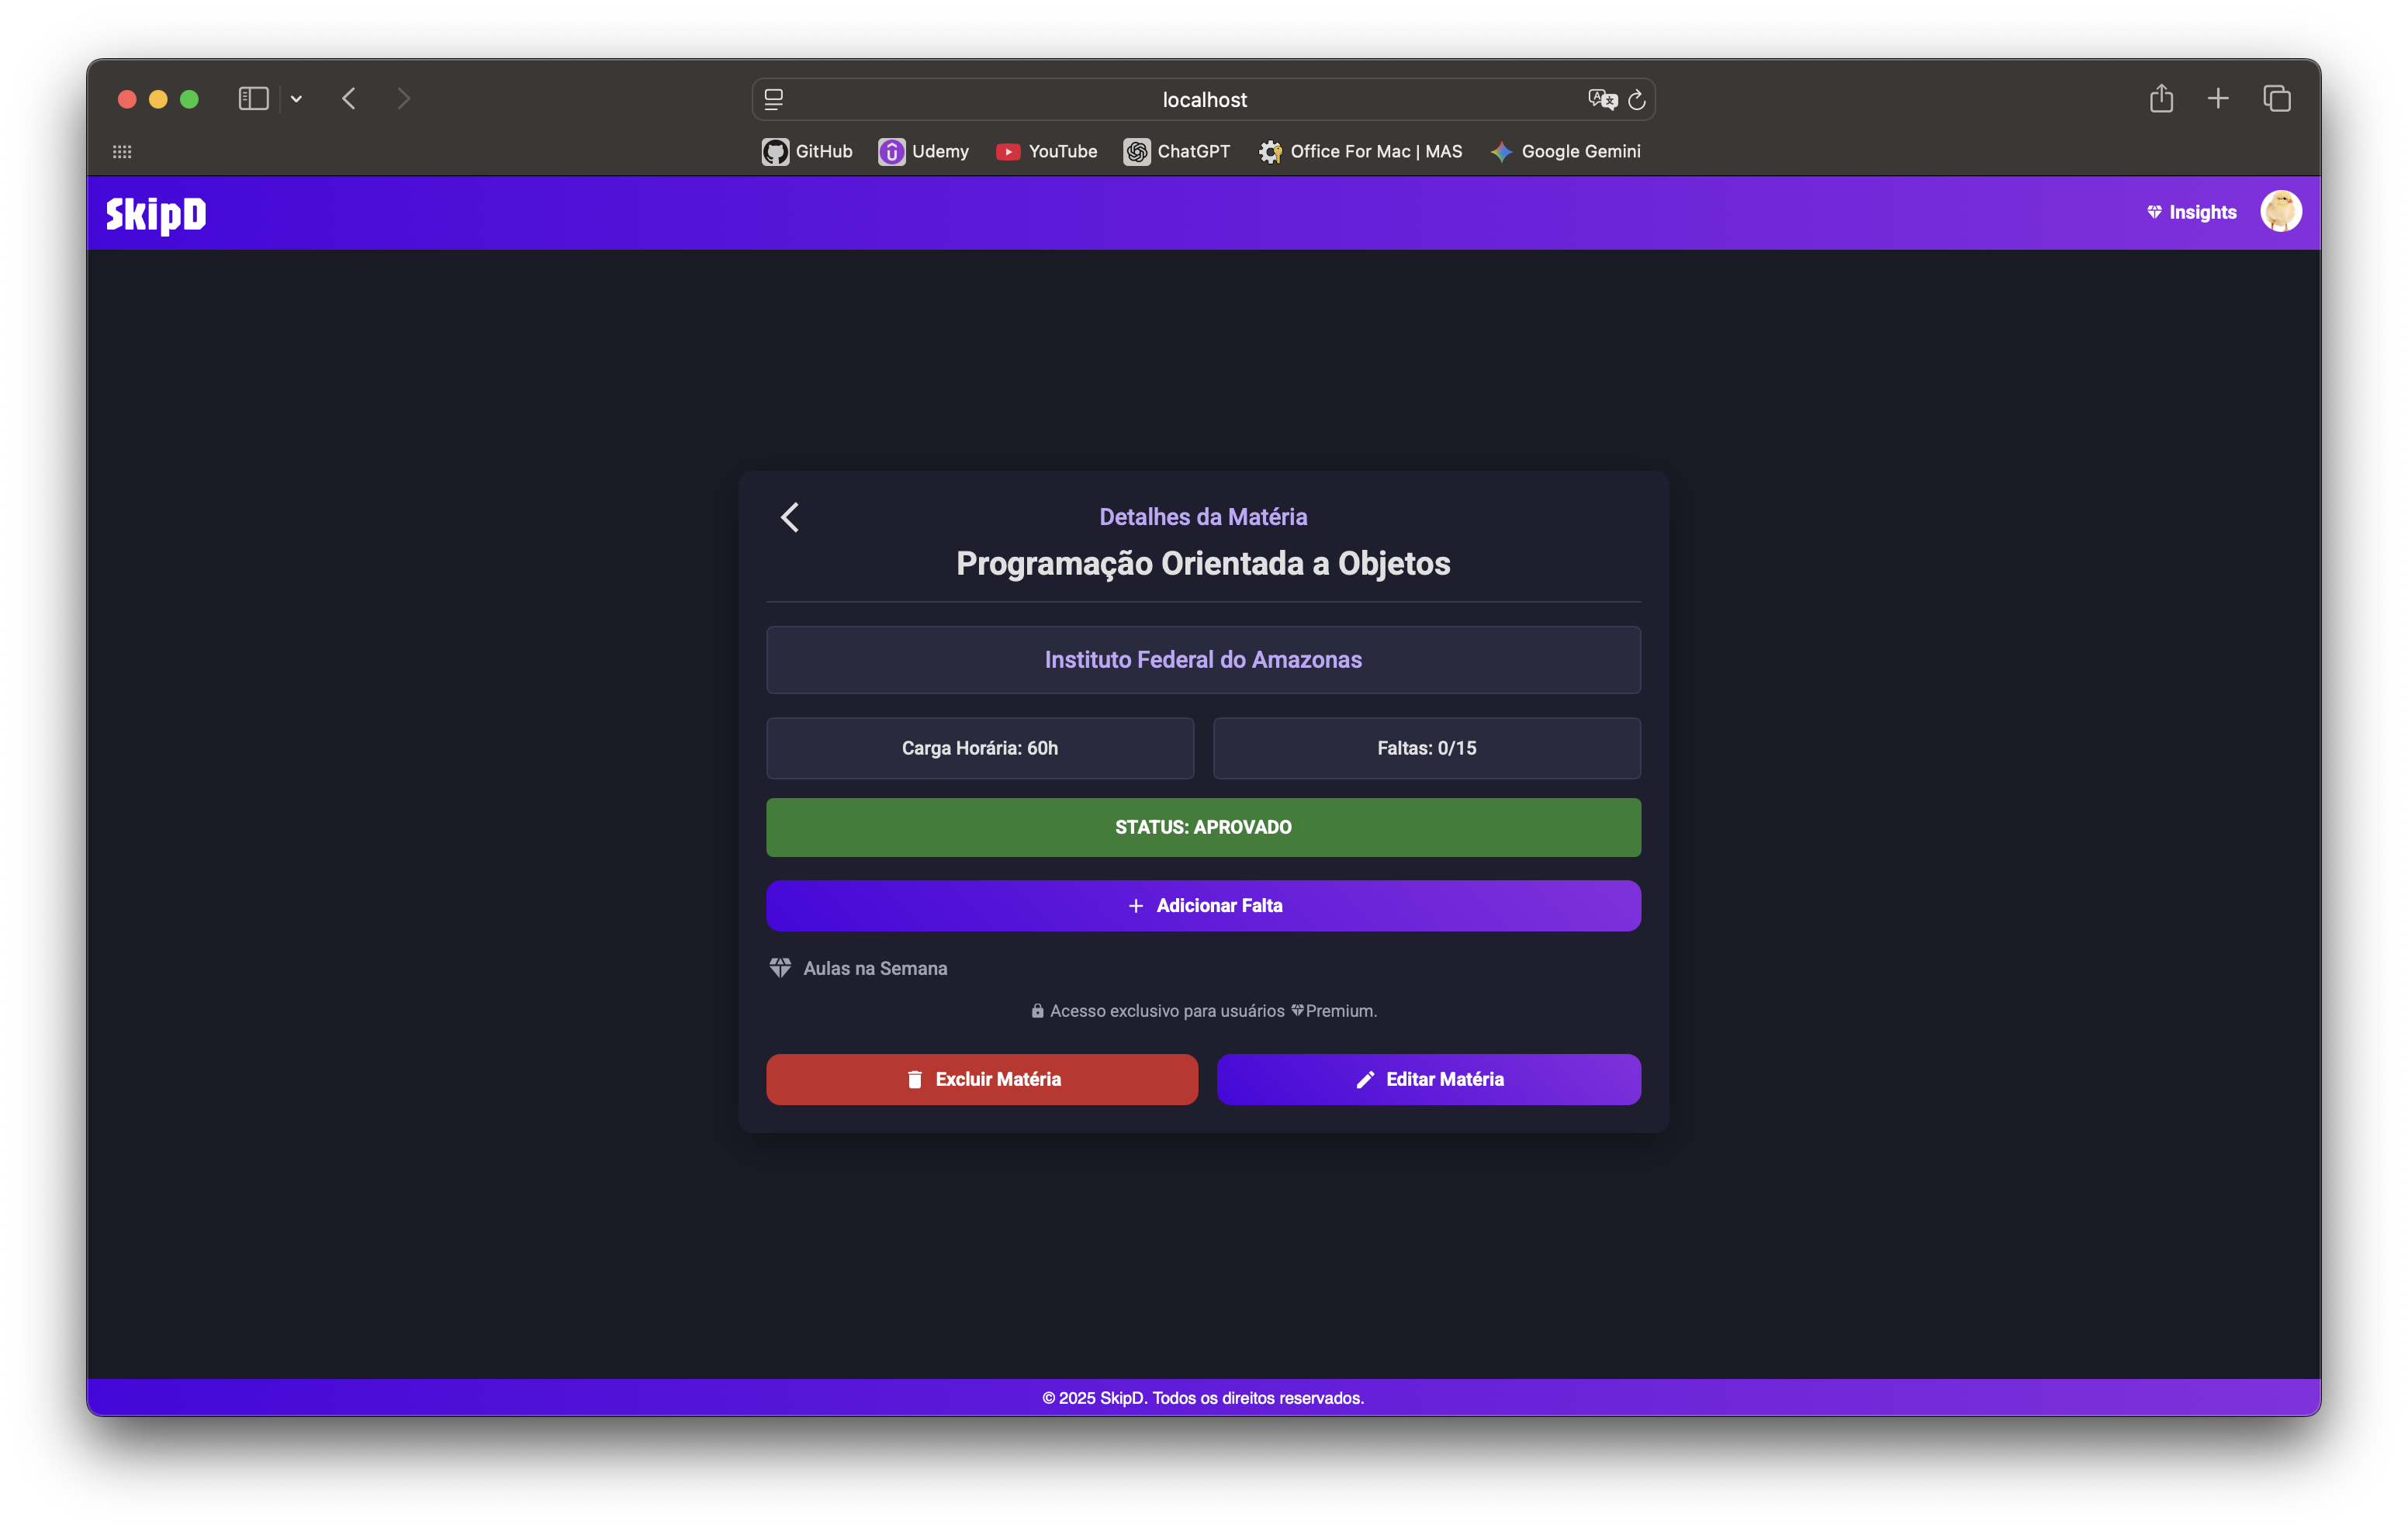 localhost
GitHub Udemy YouTube ChatGPT Office For Mac | MAS Google Gemini
SkipD Insights
Detalhes da Matéria
Programação Orientada a Objetos
Instituto Federal do Amazonas
Carga Horária: 60h Faltas: 0/15
STATUS: APROVADO
+ Adicionar Falta
Aulas na Semana
Acesso exclusivo para usuários Premium.
Excluir Matéria Editar Matéria
© 2025 SkipD. Todos os direitos reservados.